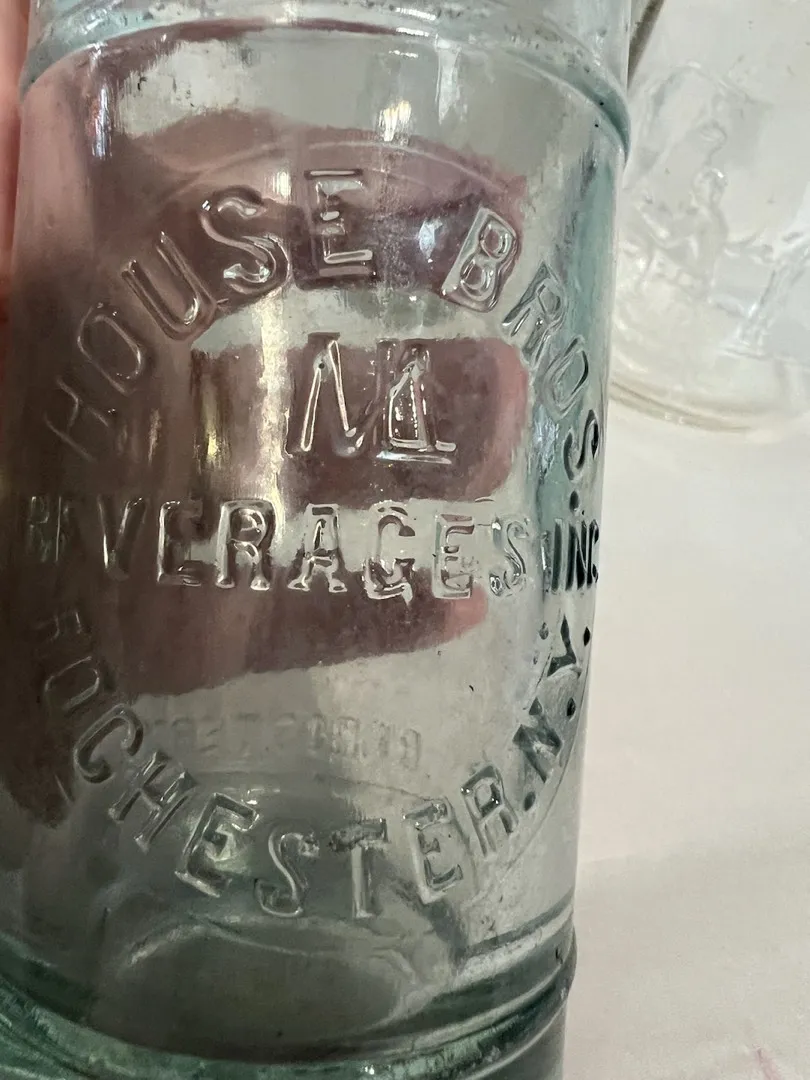 HOUSE BROS.
BEVERAGES INC.
ROCHESTER.N.Y.